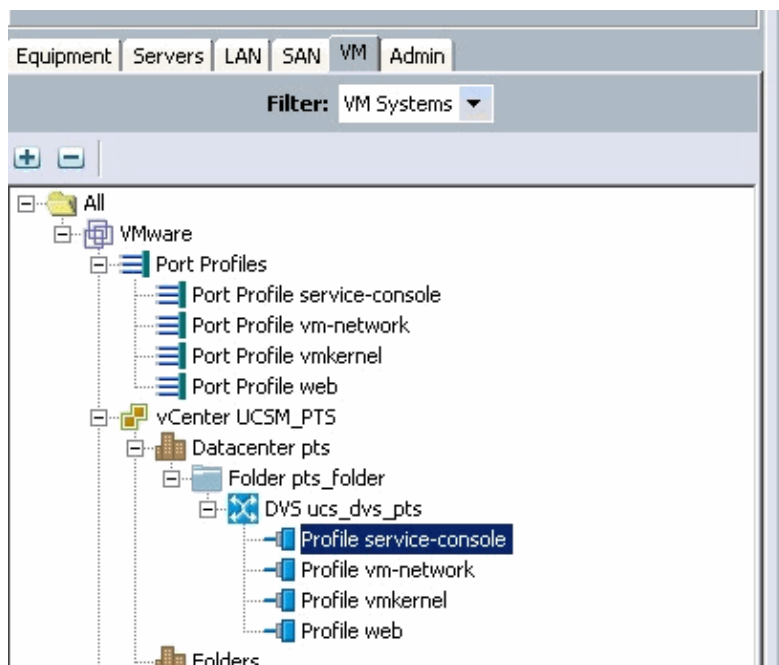 Equipment Servers LAN SAN VM Admin
Filter: VM Systems
All
VMware
Port Profiles
Port Profile service-console
Port Profile vm-network
Port Profile vmkernel
Port Profile web
vCenter UCSM_PTS
Datacenter pts
Folder pts_folder
DVS ucs_dvs_pts
Profile service-console
Profile vm-network
Profile vmkernel
Profile web
Folders